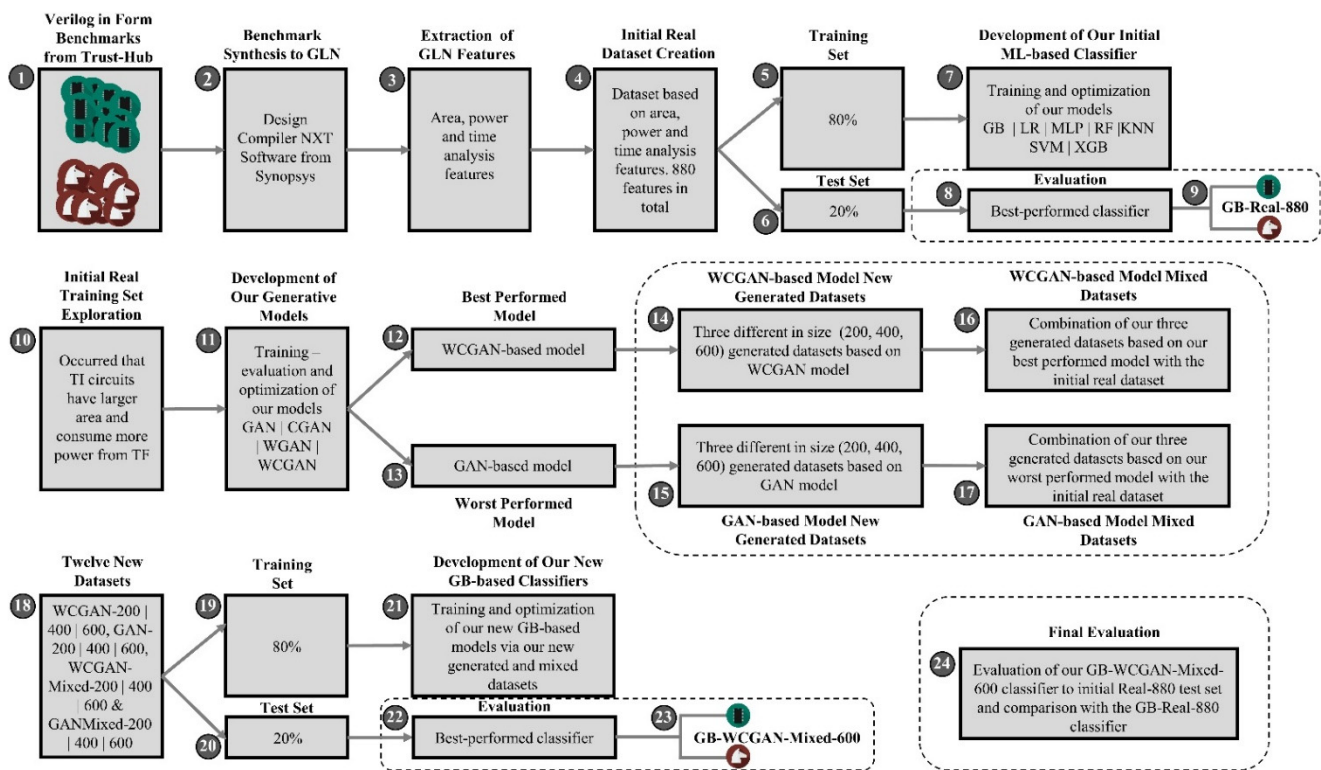 Verilog in Form
Benchmarks
from Trust-Hub
1
Benchmark
Synthesis to GLN
2
Design
Compiler NXT
Software from
Synopsys
Extraction of
GLN Features
3
Area, power
and time
analysis
features
Initial Real
Dataset Creation
4
Dataset based
on area,
power and
time analysis
features. 880
features in
total
Training
Set
5
80%
Test Set
6
20%
Development of Our Initial
ML-based Classifier
7
Training and optimization
of our models
GB | LR | MLP | RF |KNN
SVM | XGB
Evaluation
8
Best-performed classifier
9
GB-Real-880
Initial Real
Training Set
Exploration
10
Occurred that
TI circuits
have larger
area and
consume more
power from TF
Development of
Our Generative
Models
11
Training –
evaluation and
optimization of
our models
GAN | CGAN
| WGAN |
WCGAN
Best Performed
Model
12
WCGAN-based model
13
GAN-based model
Worst Performed
Model
WCGAN-based Model New
Generated Datasets
14
Three different in size (200, 400,
600) generated datasets based on
WCGAN model
15
Three different in size (200, 400,
600) generated datasets based on
GAN model
GAN-based Model New
Generated Datasets
WCGAN-based Model Mixed
Datasets
16
Combination of our three
generated datasets based on our
best performed model with the
initial real dataset
17
Combination of our three
generated datasets based on our
worst performed model with the
initial real dataset
GAN-based Model Mixed
Datasets
Twelve New
Datasets
18
WCGAN-200 |
400 | 600, GAN-
200 | 400 | 600,
WCGAN-
Mixed-200 | 400
| 600 &
GANMixed-200
| 400 | 600
Training
Set
19
80%
Test Set
20
20%
Development of Our New
GB-based Classifiers
21
Training and optimization
of our new GB-based
models via our new
generated and mixed
datasets
Evaluation
22
Best-performed classifier
23
GB-WCGAN-Mixed-600
Final Evaluation
24
Evaluation of our GB-WCGAN-Mixed-
600 classifier to initial Real-880 test set
and comparison with the GB-Real-880
classifier